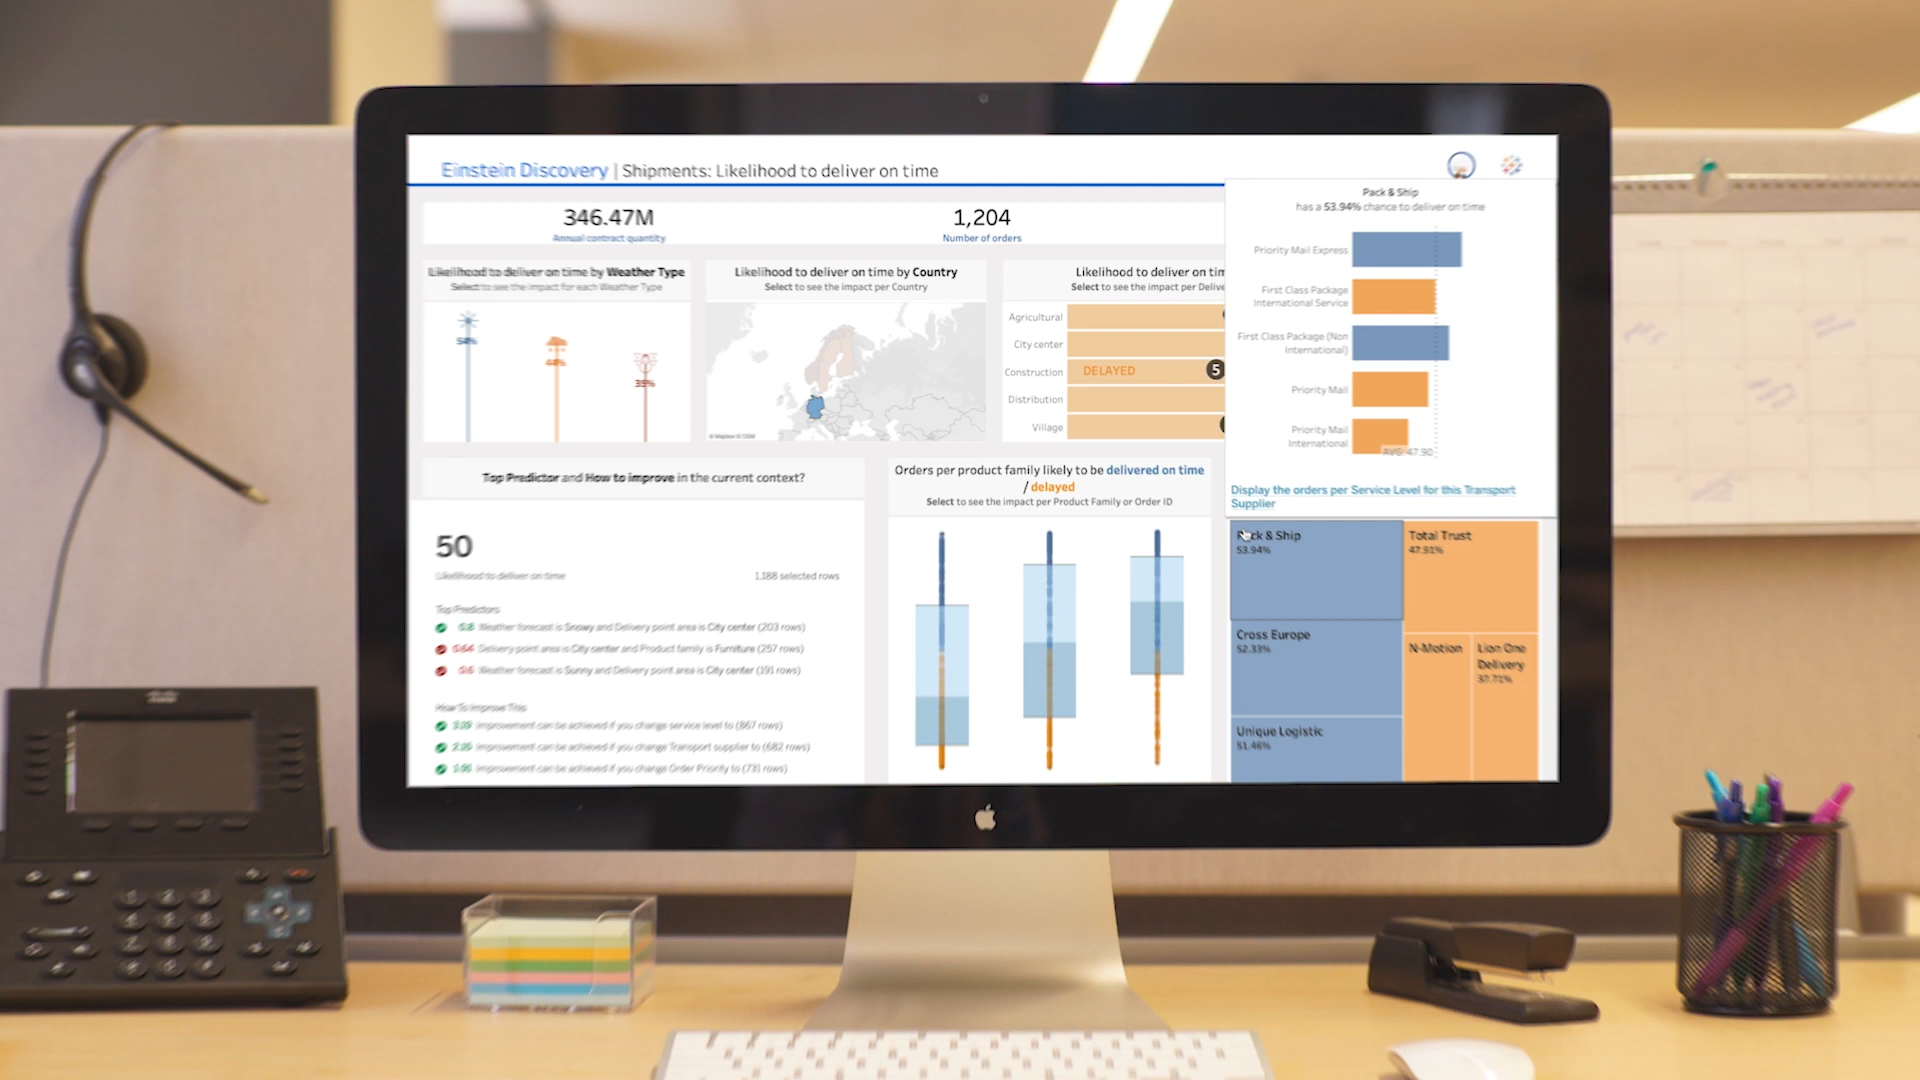 Einstein Discovery | Shipments: Likelihood to deliver on time
346.47M
Annual contract quantity
1,204
Number of orders
Likelihood to deliver on time by Weather Type
Select to see the impact for each Weather Type
54%
44%
35%
Likelihood to deliver on time by Country
Select to see the impact per Country
© Mapbox © OSM
Likelihood to deliver on tim
Select to see the impact per Delive
Agricultural
City center
Construction
DELAYED
5
Distribution
Village
Pack & Ship
has a 53.94% chance to deliver on time
Priority Mail Express
First Class Package
International Service
First Class Package (Non
International)
Priority Mail
Priority Mail
International
AVG 47.90
Display the orders per Service Level for this Transport
Supplier
Top Predictor and How to improve in the current context?
50
Likelihood to deliver on time
1,188 selected rows
Top Predictors
Weather forecast is Snowy and Delivery point area is City center (203 rows)
Delivery point area is City center and Product family is Furniture (257 rows)
Weather forecast is Sunny and Delivery point area is City center (191 rows)
How To Improve This
improvement can be achieved if you change service level to (867 rows)
improvement can be achieved if you change Transport supplier to (682 rows)
improvement can be achieved if you change Order Priority to (731 rows)
Orders per product family likely to be delivered on time
/ delayed
Select to see the impact per Product Family or Order ID
Pack & Ship
53.94%
Cross Europe
52.33%
Unique Logistic
51.46%
Total Trust
47.91%
N-Motion
Lion One
Delivery
37.71%